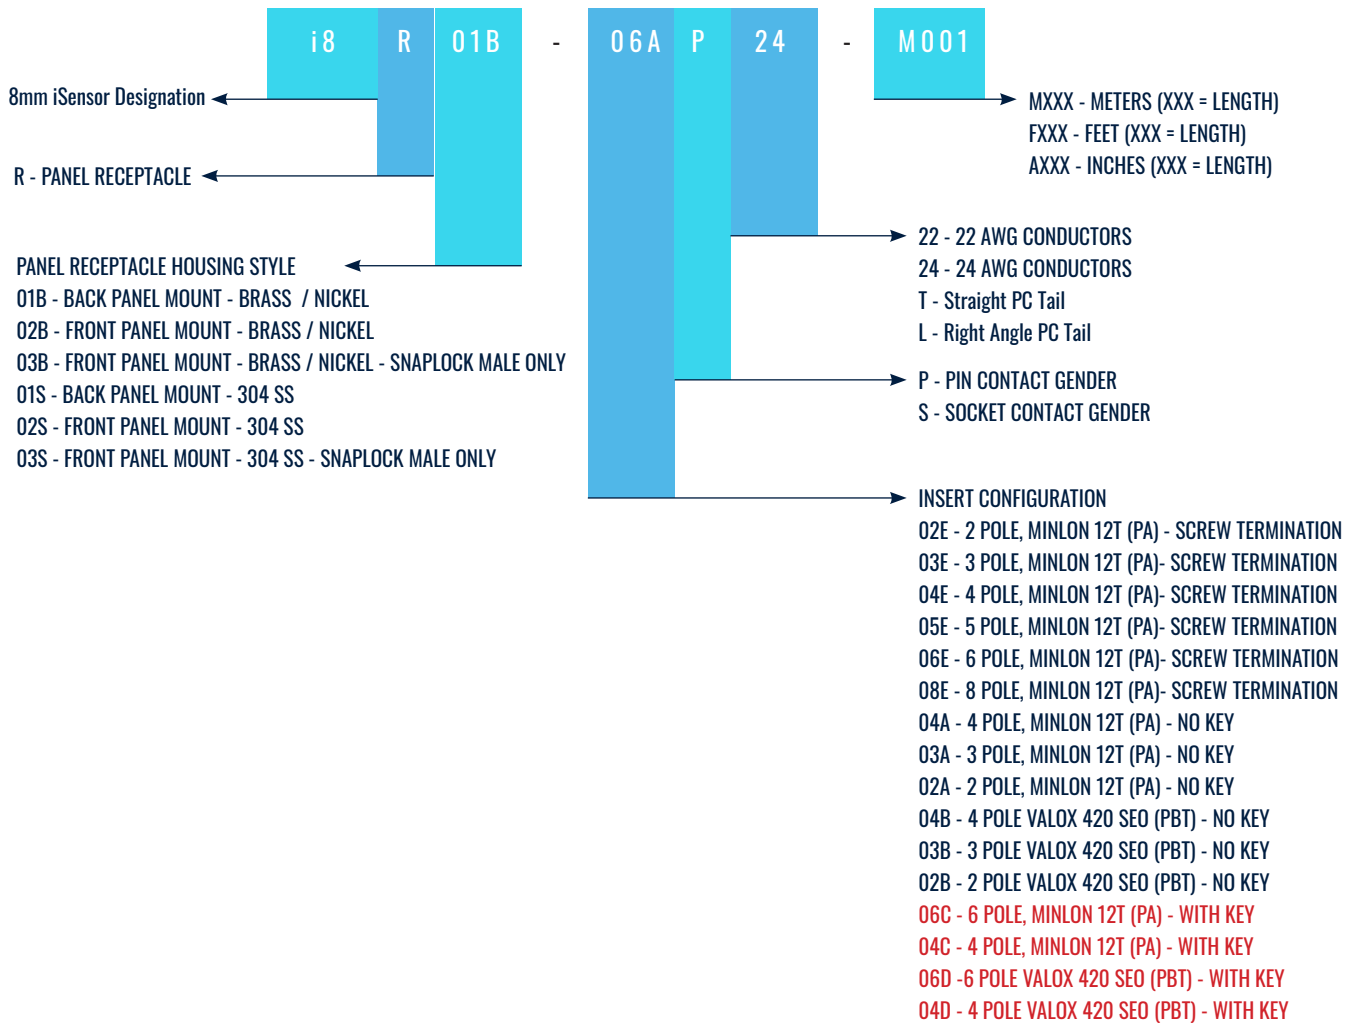 i8 R 01B - 06A P 24 - M001
8mm iSensor Designation
R - PANEL RECEPTACLE
PANEL RECEPTACLE HOUSING STYLE
01B - BACK PANEL MOUNT - BRASS / NICKEL
02B - FRONT PANEL MOUNT - BRASS / NICKEL
03B - FRONT PANEL MOUNT - BRASS / NICKEL - SNAPLOCK MALE ONLY
01S - BACK PANEL MOUNT - 304 SS
02S - FRONT PANEL MOUNT - 304 SS
03S - FRONT PANEL MOUNT - 304 SS - SNAPLOCK MALE ONLY
MXXX - METERS (XXX = LENGTH)
FXXX - FEET (XXX = LENGTH)
AXXX - INCHES (XXX = LENGTH)
22 - 22 AWG CONDUCTORS
24 - 24 AWG CONDUCTORS
T - Straight PC Tail
L - Right Angle PC Tail
P - PIN CONTACT GENDER
S - SOCKET CONTACT GENDER
INSERT CONFIGURATION
02E - 2 POLE, MINLON 12T (PA) - SCREW TERMINATION
03E - 3 POLE, MINLON 12T (PA)- SCREW TERMINATION
04E - 4 POLE, MINLON 12T (PA)- SCREW TERMINATION
05E - 5 POLE, MINLON 12T (PA)- SCREW TERMINATION
06E - 6 POLE, MINLON 12T (PA)- SCREW TERMINATION
08E - 8 POLE, MINLON 12T (PA)- SCREW TERMINATION
04A - 4 POLE, MINLON 12T (PA) - NO KEY
03A - 3 POLE, MINLON 12T (PA) - NO KEY
02A - 2 POLE, MINLON 12T (PA) - NO KEY
04B - 4 POLE VALOX 420 SEO (PBT) - NO KEY
03B - 3 POLE VALOX 420 SEO (PBT) - NO KEY
02B - 2 POLE VALOX 420 SEO (PBT) - NO KEY
06C - 6 POLE, MINLON 12T (PA) - WITH KEY
04C - 4 POLE, MINLON 12T (PA) - WITH KEY
06D -6 POLE VALOX 420 SEO (PBT) - WITH KEY
04D - 4 POLE VALOX 420 SEO (PBT) - WITH KEY